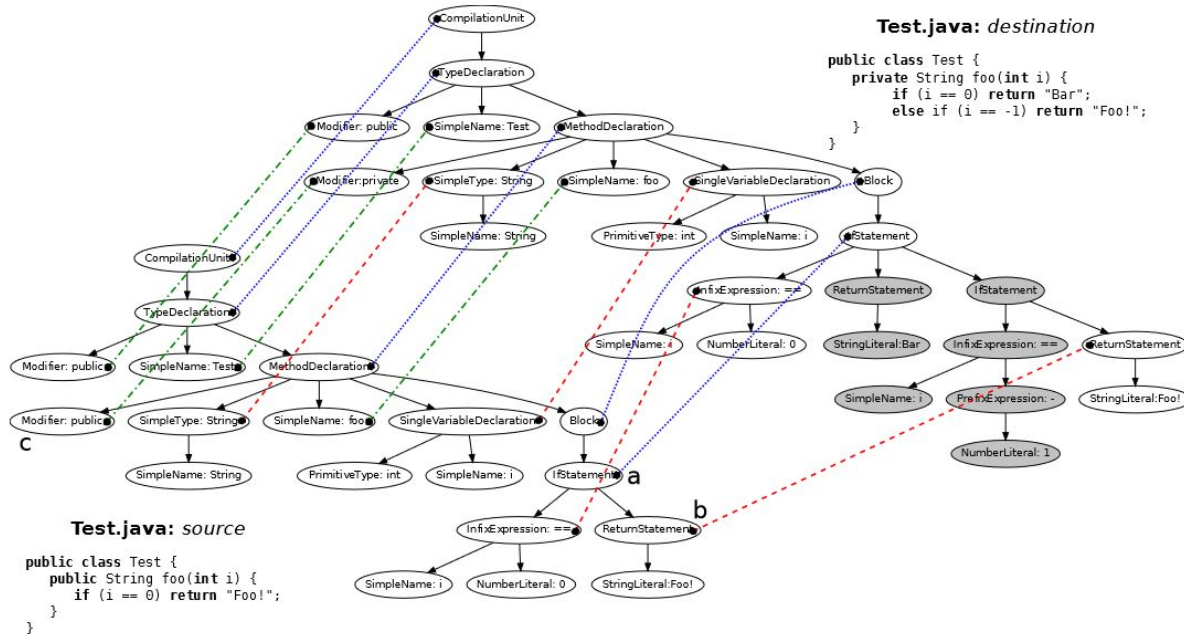 CompilationUnit
Test.java: destination
public class Test {
private String foo(int i) {
if (i == 0) return "Bar";
else if (i == -1) return "Foo!";
}
}
TypeDeclaration
Modifier: public
SimpleName: Test
MethodDeclaration
Modifier:private
SimpleType: String
SimpleName: foo
SingleVariableDeclaration
Block
SimpleName: String
PrimitiveType: int
SimpleName: i
IfStatement
CompilationUnit
InfixExpression: ==
ReturnStatement
IfStatement
TypeDeclaration
SimpleName: i
NumberLiteral: 0
StringLiteral:Bar
InfixExpression: ==
ReturnStatement
Modifier: public
SimpleName: Test
MethodDeclaration
SimpleName: i
PrefixExpression: -
StringLiteral:Foo!
Modifier: public
SimpleType: String
SimpleName: foo
SingleVariableDeclaration
Block
c
NumberLiteral: 1
SimpleName: String
PrimitiveType: int
SimpleName: i
IfStatement
a
b
Test.java: source
InfixExpression: ==
ReturnStatement
public class Test {
public String foo(int i) {
if (i == 0) return "Foo!";
}
}
SimpleName: i
NumberLiteral: 0
StringLiteral:Foo!